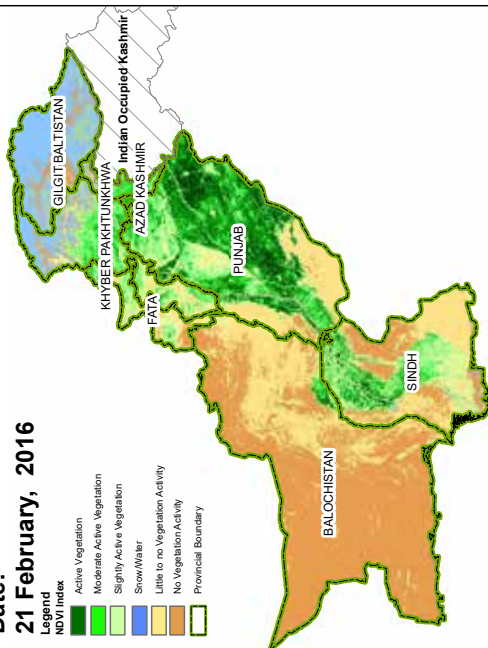 Date:
21 February, 2016
Legend
NDVI Index
Active Vegetation
Moderate Active Vegetation
Slightly Active Vegetation
Snow/Water
Little to no Vegetation Activity
No Vegetation Activity
Provincial Boundary
GILGIT BALTISTAN
KHYBER PAKHTUNKHWA
Indian Occupied Kashmir
AZAD KASHMIR
FATA
PUNJAB
BALOCHISTAN
SINDH